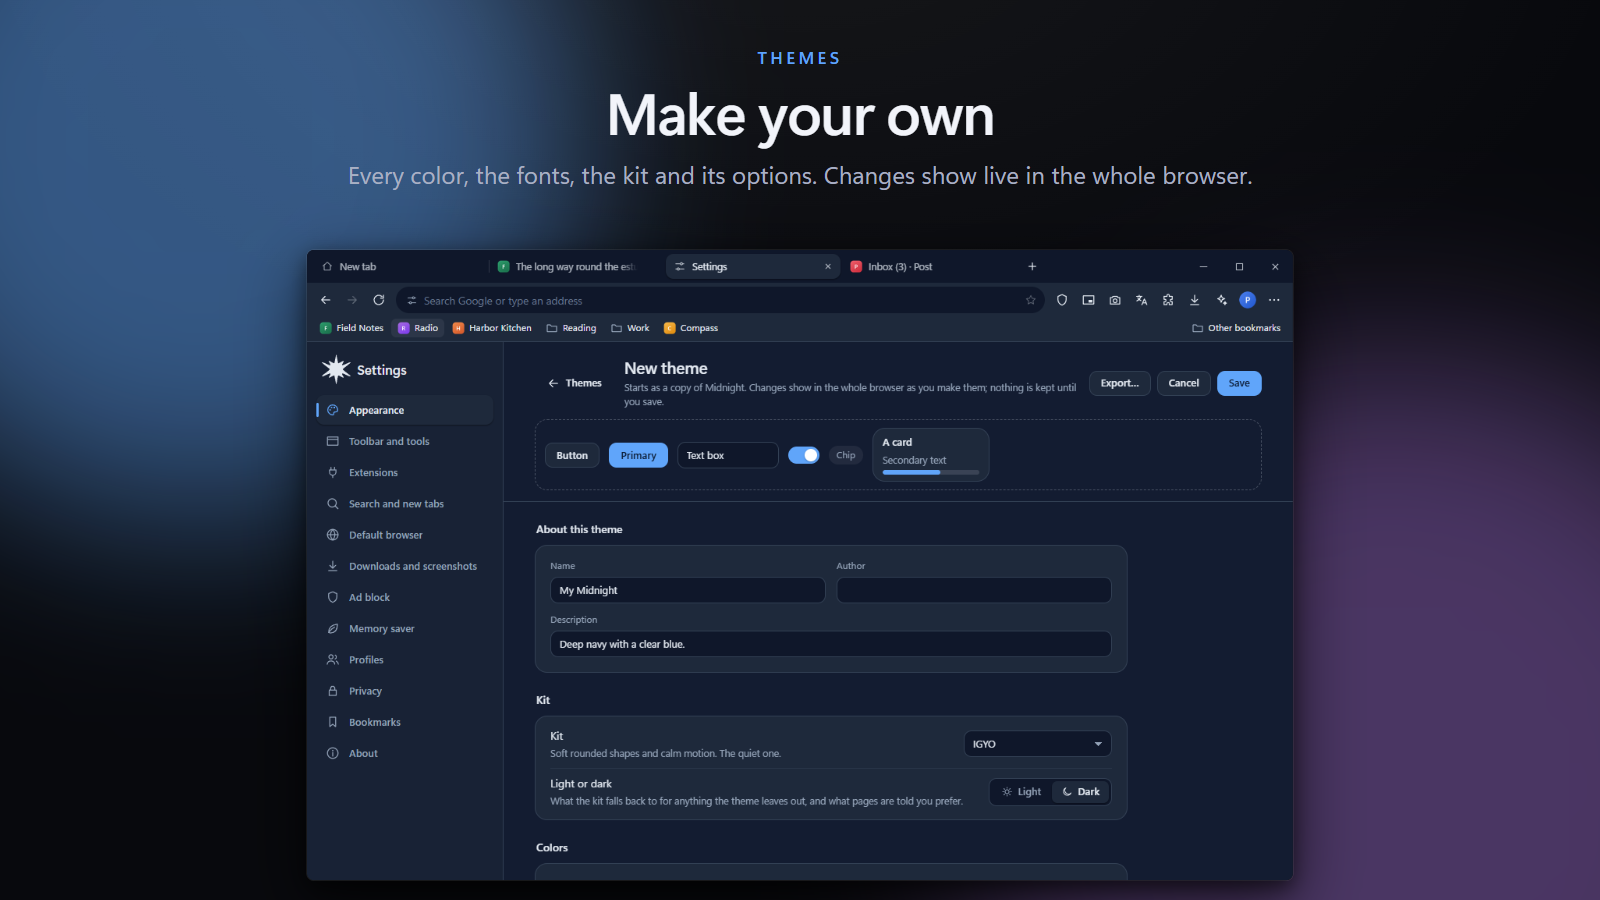 THEMES
Make your own
Every color, the fonts, the kit and its options. Changes show live in the whole browser.
New tab
The long way round the est
Settings
Inbox (3) · Post
Search Google or type an address
P
Field Notes
Radio
Harbor Kitchen
Reading
Work
Compass
Other bookmarks
Settings
Appearance
Toolbar and tools
Extensions
Search and new tabs
Default browser
Downloads and screenshots
Ad block
Memory saver
Profiles
Privacy
Bookmarks
About
Themes
New theme
Starts as a copy of Midnight. Changes show in the whole browser as you make them; nothing is kept until
you save.
Export...
Cancel
Save
Button
Primary
Text box
Chip
A card
Secondary text
About this theme
Name
Author
My Midnight
Description
Deep navy with a clear blue.
Kit
Kit
Soft rounded shapes and calm motion. The quiet one.
IGYO
Light or dark
What the kit falls back to for anything the theme leaves out, and what pages are told you prefer.
Light
Dark
Colors